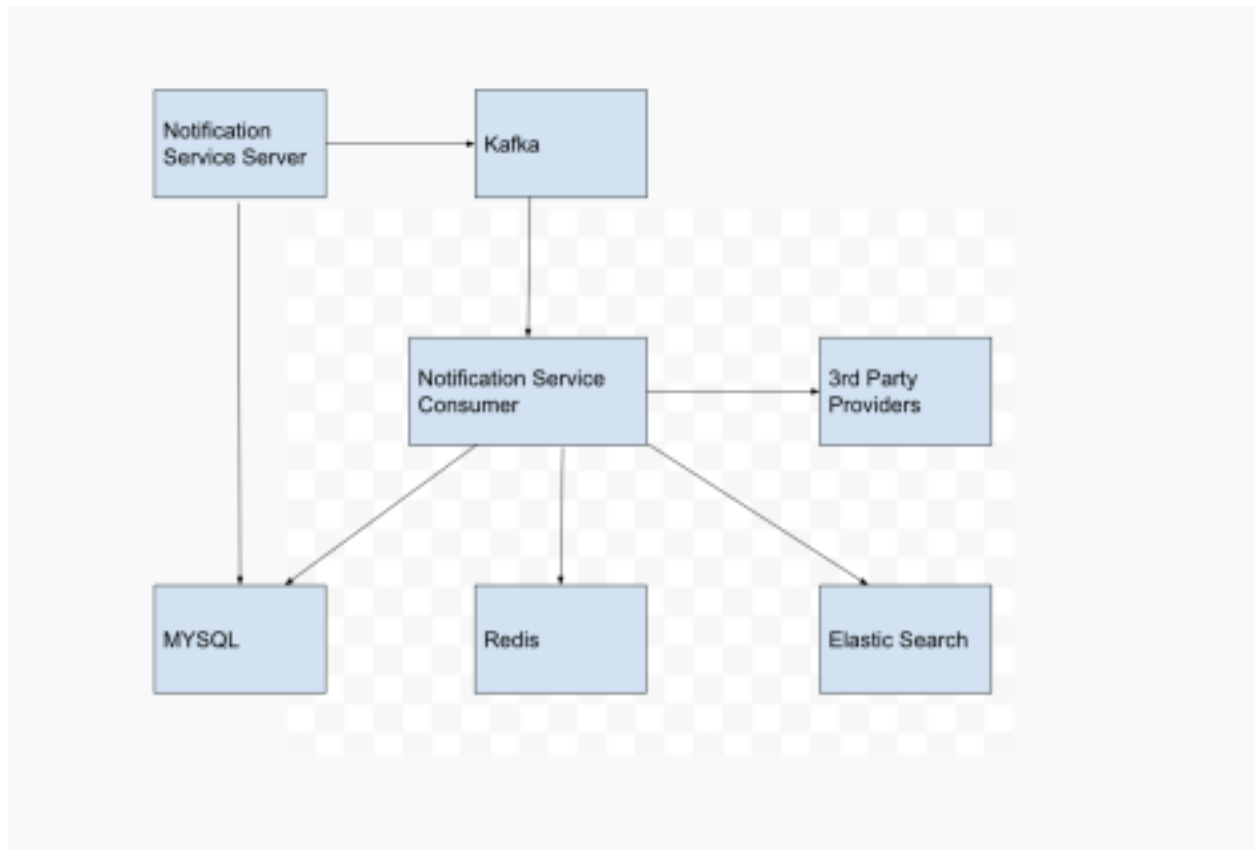 Notification
Service Server
Kafka
Notification Service
Consumer
3rd Party
Providers
MYSQL
Redis
Elastic Search